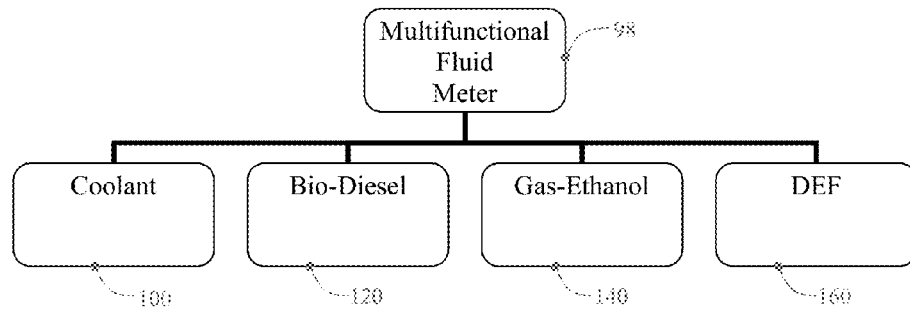 Multifunctional
Fluid
Meter
98
Coolant
Bio-Diesel
Gas-Ethanol
DEF
100
120
140
160